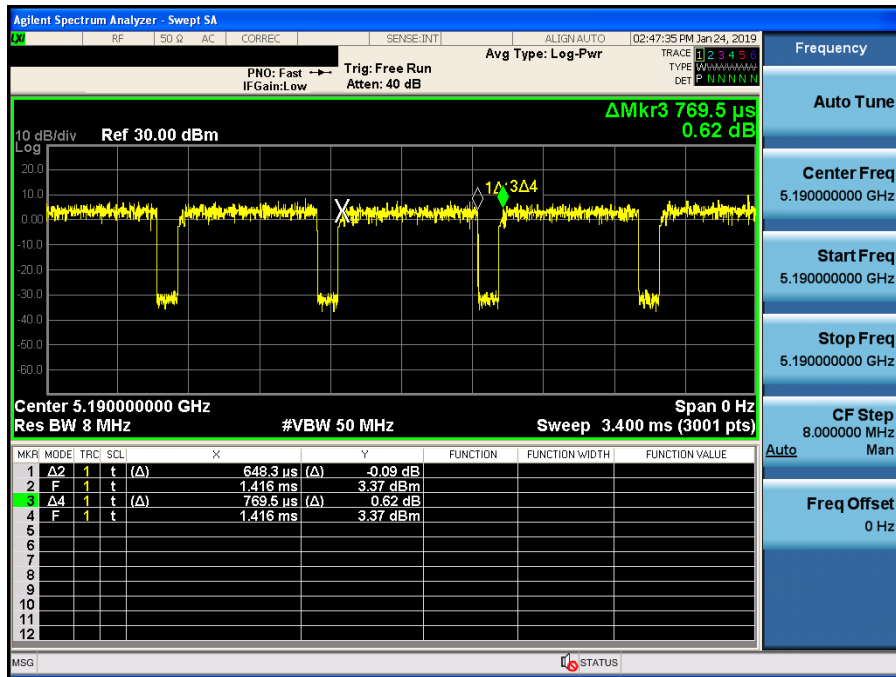 Agilent Spectrum Analyzer - Swept SA
LXI RF 50 Ω AC CORREC SENSE:INT ALIGN AUTO 02:47:35 PM Jan 24, 2019
Avg Type: Log-Pwr TRACE 1 2 3 4 5 6
PNO: Fast Trig: Free Run TYPE WWWWWW
IFGain:Low Atten: 40 dB DET P N N N N N
ΔMkr3 769.5 µs
0.62 dB
10 dB/div Ref 30.00 dBm
Log
20.0
10.0
0.00
-10.0
-20.0
-30.0
-40.0
-50.0
-60.0
3Δ4
Center 5.190000000 GHz Span 0 Hz
Res BW 8 MHz #VBW 50 MHz Sweep 3.400 ms (3001 pts)
MKR MODE TRC SCL X Y FUNCTION FUNCTION WIDTH FUNCTION VALUE
1 Δ2 1 t (Δ) 648.3 µs (Δ) -0.09 dB
2 F 1 t 1.416 ms 3.37 dBm
3 Δ4 1 t (Δ) 769.5 µs (Δ) 0.62 dB
4 F 1 t 1.416 ms 3.37 dBm
5
6
7
8
9
10
11
12
MSG STATUS
Frequency
Auto Tune
Center Freq
5.190000000 GHz
Start Freq
5.190000000 GHz
Stop Freq
5.190000000 GHz
CF Step
8.000000 MHz
Auto Man
Freq Offset
0 Hz